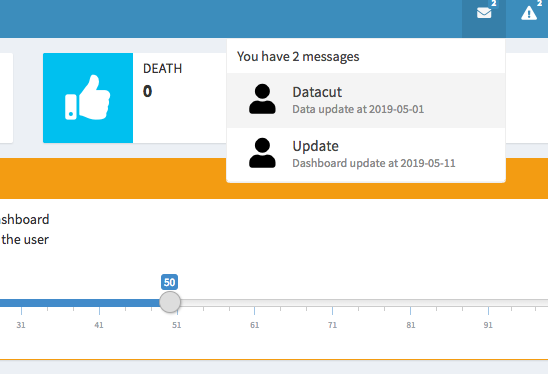 2
2
You have 2 messages
DEATH
0
Datacut
Data update at 2019-05-01
Update
Dashboard update at 2019-05-11
ashboard
the user
50
31 41 51 61 71 81 91